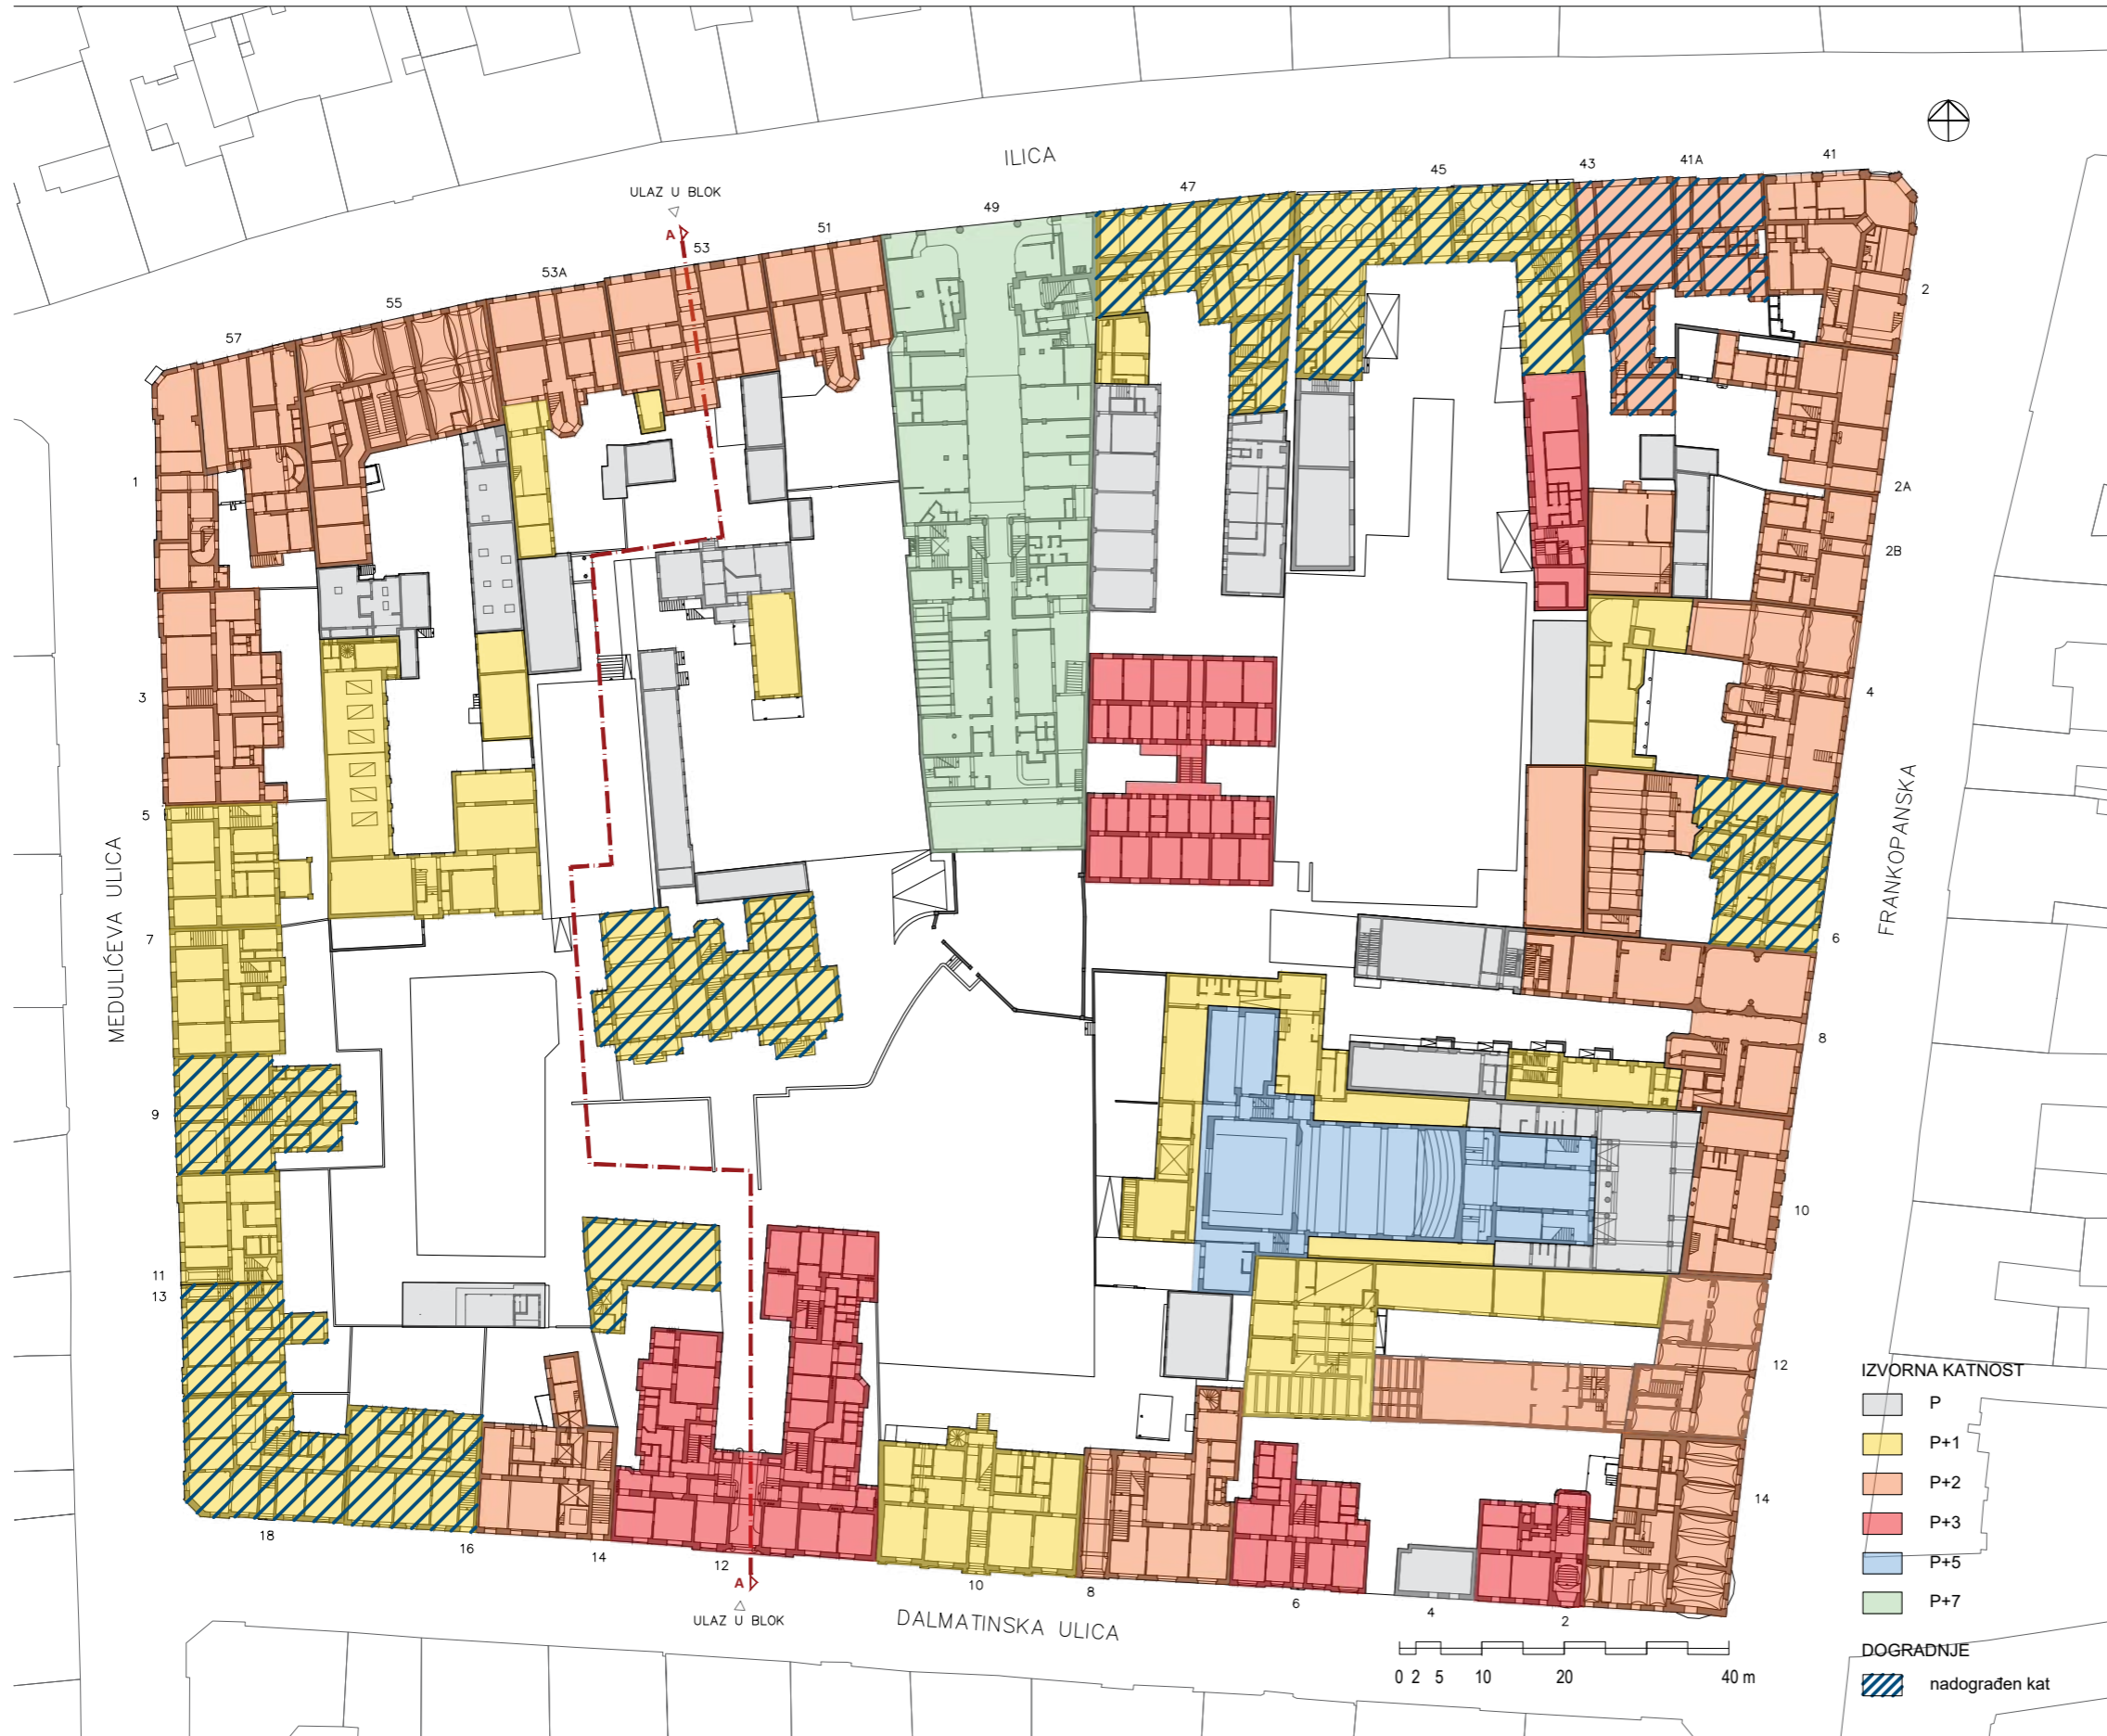 ILICA
41
41A
43
45
47
ULAZ U BLOK
49
A
53
51
53A
55
57
2
1
2A
2B
3
4
5
MEDULIĆEVA ULICA
FRANKOPANSKA
7
6
8
9
10
11
13
12
14
18
16
14
12
A
10
8
6
4
2
ULAZ U BLOK
DALMATINSKA ULICA
IZVORNA KATNOST
P
P+1
P+2
P+3
P+5
P+7
DOGRADNJE
nadograđen kat
0 2 5 10 20 40 m